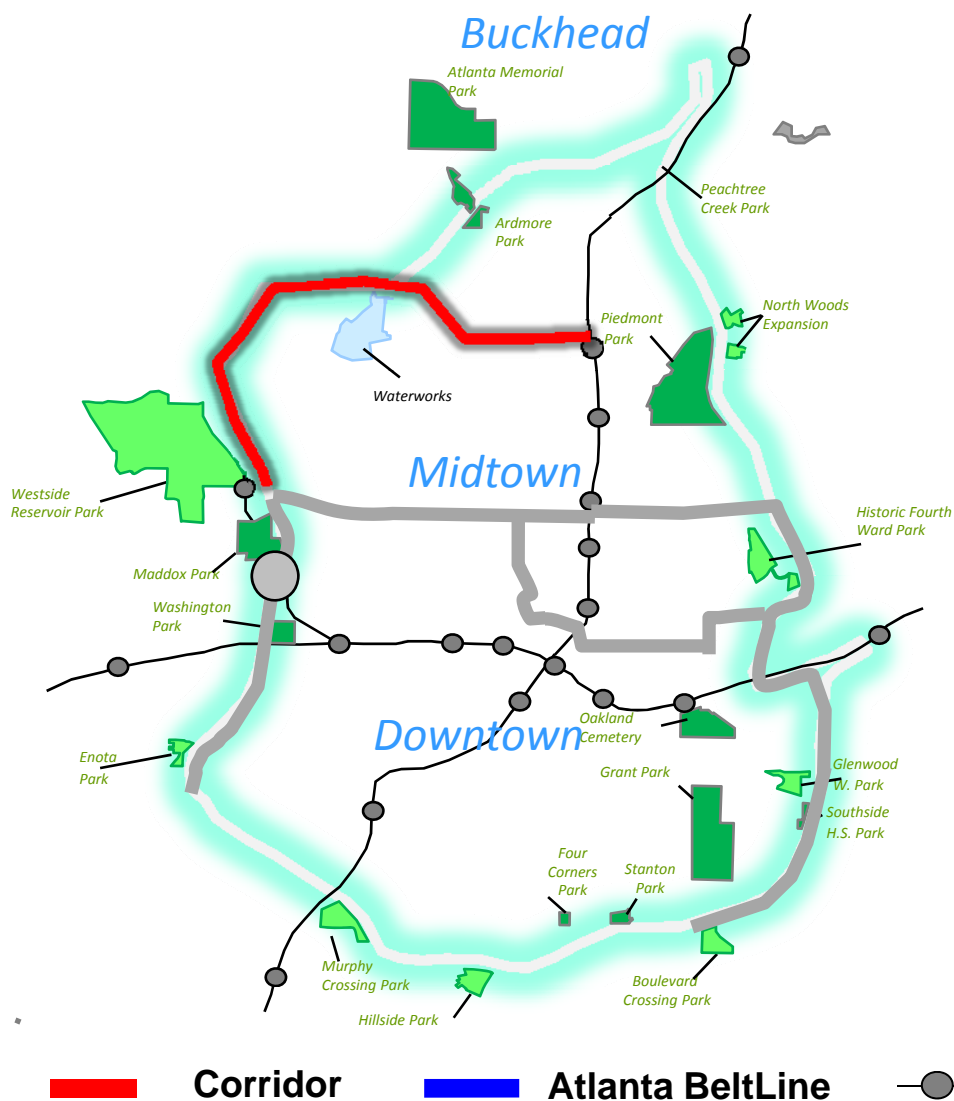 Buckhead
Atlanta Memorial
Park
Peachtree
Creek Park
Ardmore
Park
North Woods
Expansion
Piedmont
Park
Waterworks
Midtown
Westside
Reservoir Park
Historic Fourth
Ward Park
Maddox Park
Washington
Park
Oakland
Cemetery
Downtown
Enota
Park
Glenwood
W. Park
Grant Park
Southside
H.S. Park
Four
Corners
Park
Stanton
Park
Murphy
Crossing Park
Boulevard
Crossing Park
Hillside Park
Corridor
Atlanta BeltLine